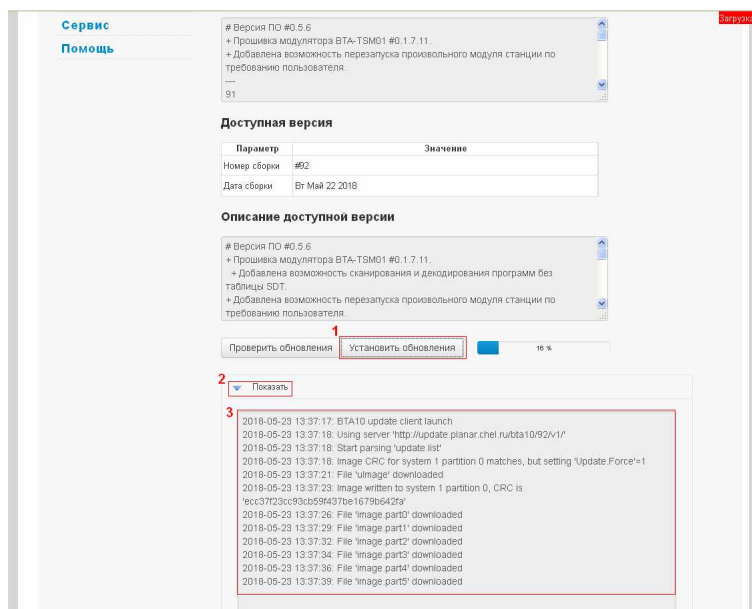 Сервис
Помощь
Загрузка
# Версия ПО #0.5.6
+ Прошивка модулятора BTA-TSM01 #0.1.7.11.
+ Добавлена возможность перезапуска произвольного модуля станции по
требованию пользователя.
---
91
Доступная версия
Параметр Значение
Номер сборки #92
Дата сборки Вт Май 22 2018
Описание доступной версии
# Версия ПО #0.5.6
+ Прошивка модулятора BTA-TSM01 #0.1.7.11.
+ Добавлена возможность сканирования и декодирования программ без
таблицы SDT.
+ Добавлена возможность перезапуска произвольного модуля станции по
требованию пользователя.
1
Проверить обновления Установить обновления 16 %
2 Показать
3
2018-05-23 13:37:17: BTA10 update client launch
2018-05-23 13:37:18: Using server 'http://update.planar.chel.ru/bta10/92/v1/'
2018-05-23 13:37:18: Start parsing 'update.list'
2018-05-23 13:37:18: Image CRC for system 1 partition 0 matches, but setting 'Update.Force'=1
2018-05-23 13:37:21: File 'uImage' downloaded
2018-05-23 13:37:23: Image written to system 1 partition 0, CRC is
'ecc37f23cc93cb59f437be1679b642fa'
2018-05-23 13:37:26: File 'image.part0' downloaded
2018-05-23 13:37:29: File 'image.part1' downloaded
2018-05-23 13:37:32: File 'image.part2' downloaded
2018-05-23 13:37:34: File 'image.part3' downloaded
2018-05-23 13:37:36: File 'image.part4' downloaded
2018-05-23 13:37:39: File 'image.part5' downloaded